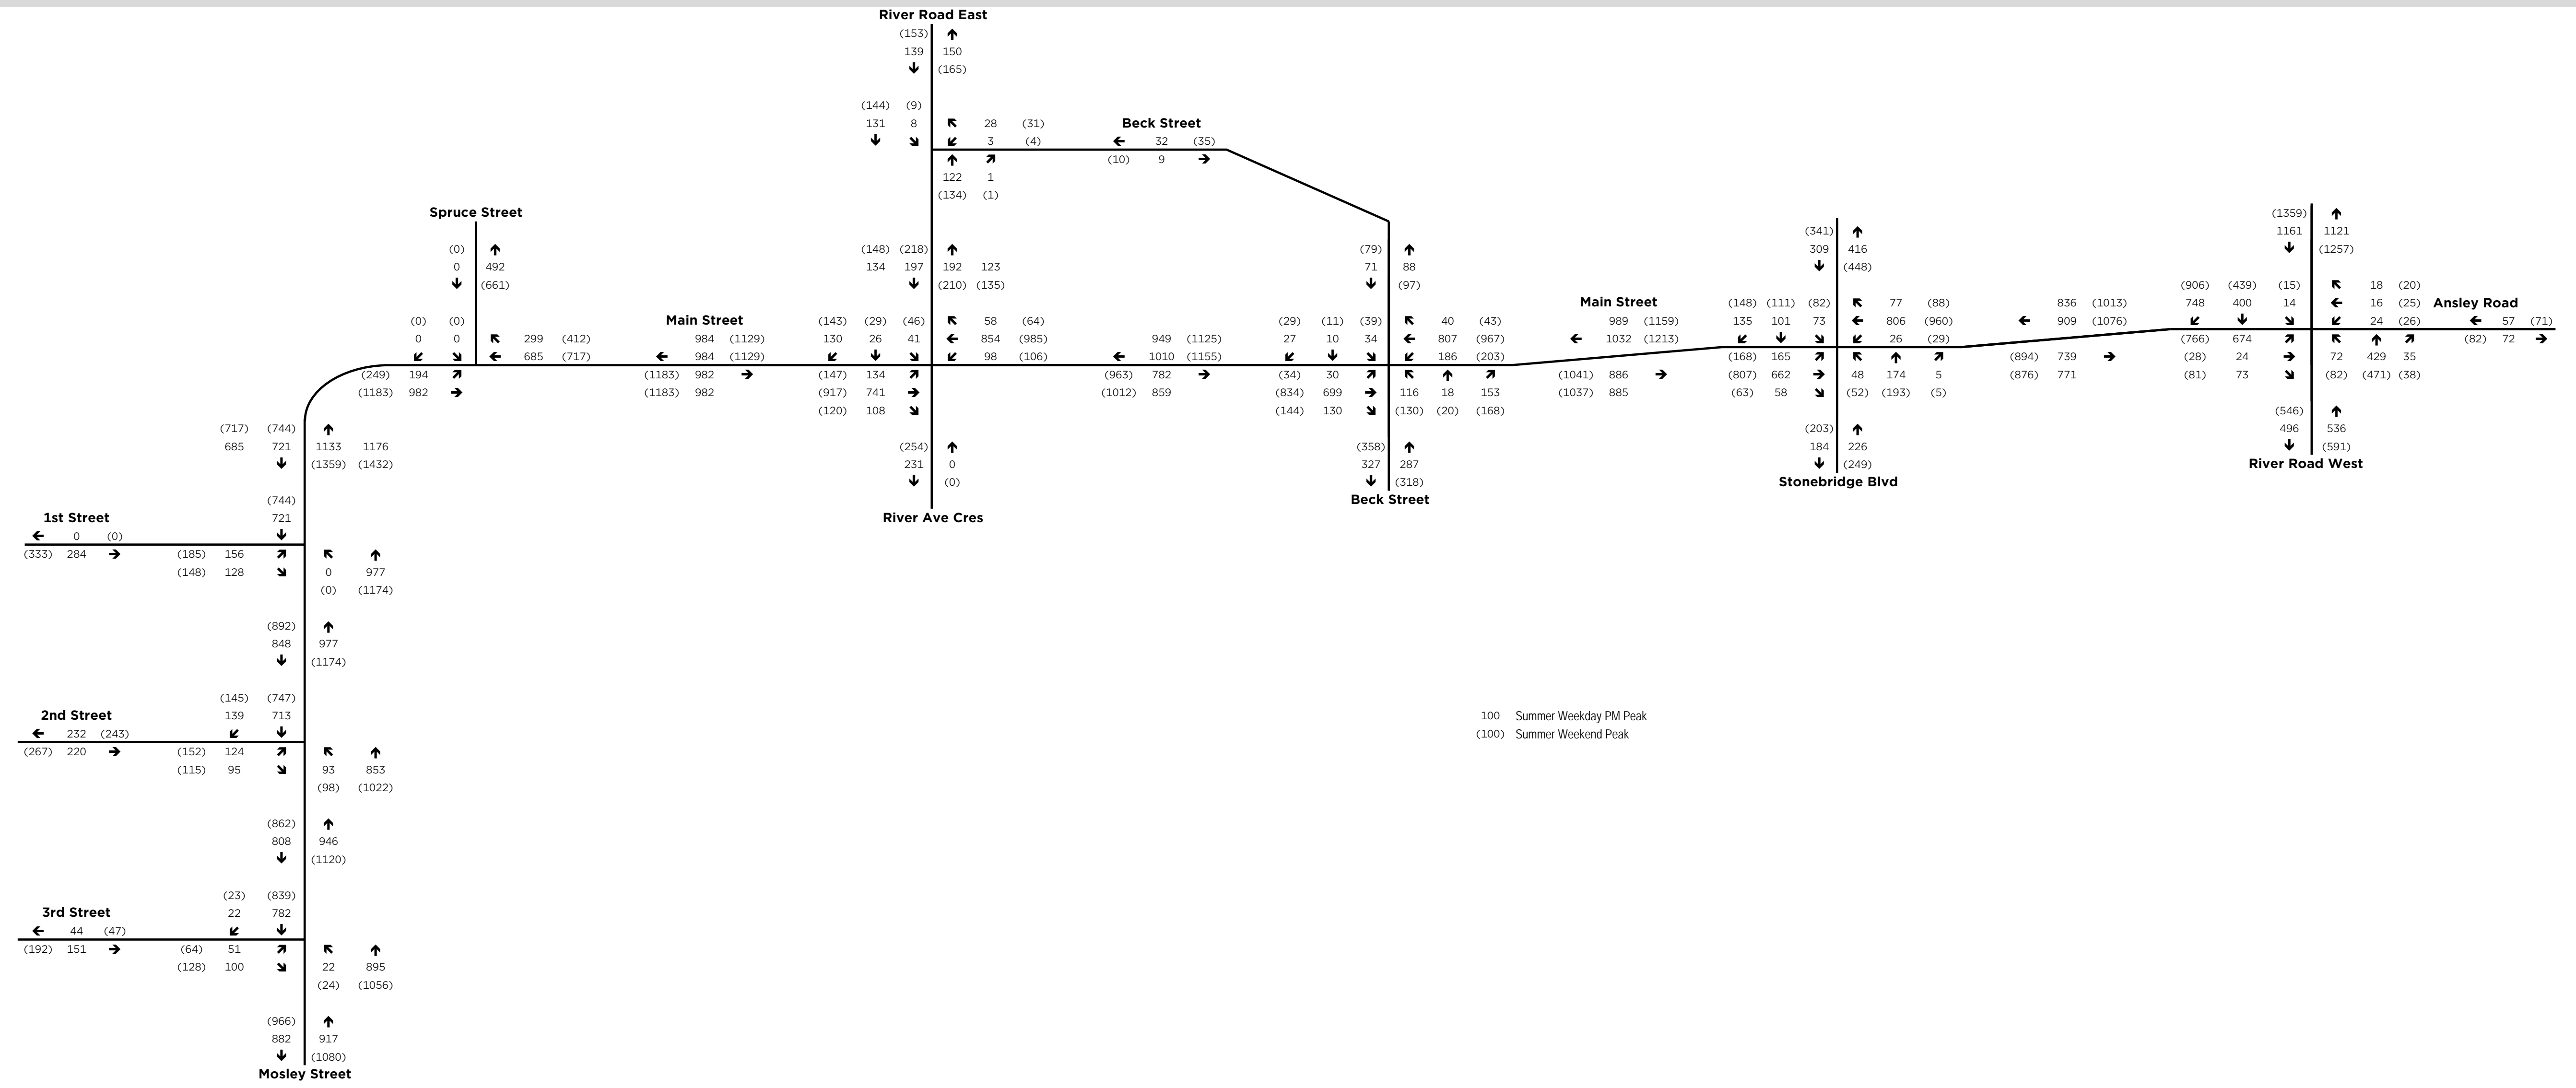 River Road East
(153) ↑
139 150
↓ (165)
(144) (9)
131 8 ↖ 28 (31)
↓ ↘ ↙ 3 (4)
Beck Street
← 32 (35)
(10) 9 →
↑ ↗
122 1
(134) (1)
Spruce Street
(0) ↑
0 492
↓ (661)
(148) (218) ↑
134 197 192 123
↓ (210) (135)
(79) ↑
71 88
↓ (97)
(341) ↑
309 416
↓ (448)
(1359) ↑
1161 1121
↓ (1257)
(0) (0)
0 0 ↖ 299 (412)
↙ ↘ ← 685 (717)
(249) 194 ↗
(1183) 982 →
Main Street
984 (1129)
← 984 (1129)
(1183) 982 →
(1183) 982
(143) (29) (46) ↖ 58 (64)
130 26 41 ← 854 (985)
↙ ↓ ↘ ↙ 98 (106)
(147) 134 ↗
(917) 741 →
(120) 108 ↘
949 (1125)
← 1010 (1155)
(963) 782 →
(1012) 859
(29) (11) (39) ↖ 40 (43)
27 10 34 ← 807 (967)
↙ ↓ ↘ ↙ 186 (203)
(34) 30 ↗ ↖ ↑ ↗
(834) 699 → 116 18 153
(144) 130 ↘ (130) (20) (168)
Main Street
989 (1159)
← 1032 (1213)
(1041) 886 →
(1037) 885
(148) (111) (82) ↖ 77 (88)
135 101 73 ← 806 (960)
↙ ↓ ↘ ↙ 26 (29)
(168) 165 ↗ ↖ ↑ ↗
(807) 662 → 48 174 5
(63) 58 ↘ (52) (193) (5)
836 (1013)
← 909 (1076)
(894) 739 →
(876) 771
(906) (439) (15) ↖ 18 (20)
748 400 14 ← 16 (25)
↙ ↓ ↘ ↙ 24 (26)
(766) 674 ↗ ↖ ↑ ↗
(28) 24 → 72 429 35
(81) 73 ↘ (82) (471) (38)
Ansley Road
← 57 (71)
(82) 72 →
(254) ↑
231 0
↓ (0)
River Ave Cres
(358) ↑
327 287
↓ (318)
Beck Street
(203) ↑
184 226
↓ (249)
Stonebridge Blvd
(546) ↑
496 536
↓ (591)
River Road West
(717) (744) ↑
685 721 1133 1176
↓ (1359) (1432)
(744)
721
↓
1st Street
← 0 (0)
(333) 284 →
(185) 156 ↗ ↖ ↑
(148) 128 ↘ 0 977
(0) (1174)
(892) ↑
848 977
↓ (1174)
(145) (747)
139 713
↙ ↓
2nd Street
← 232 (243)
(267) 220 →
(152) 124 ↗ ↖ ↑
(115) 95 ↘ 93 853
(98) (1022)
100 Summer Weekday PM Peak
(100) Summer Weekend Peak
(862) ↑
808 946
↓ (1120)
(23) (839)
22 782
↙ ↓
3rd Street
← 44 (47)
(192) 151 →
(64) 51 ↗ ↖ ↑
(128) 100 ↘ 22 895
(24) (1056)
(966) ↑
882 917
↓ (1080)
Mosley Street